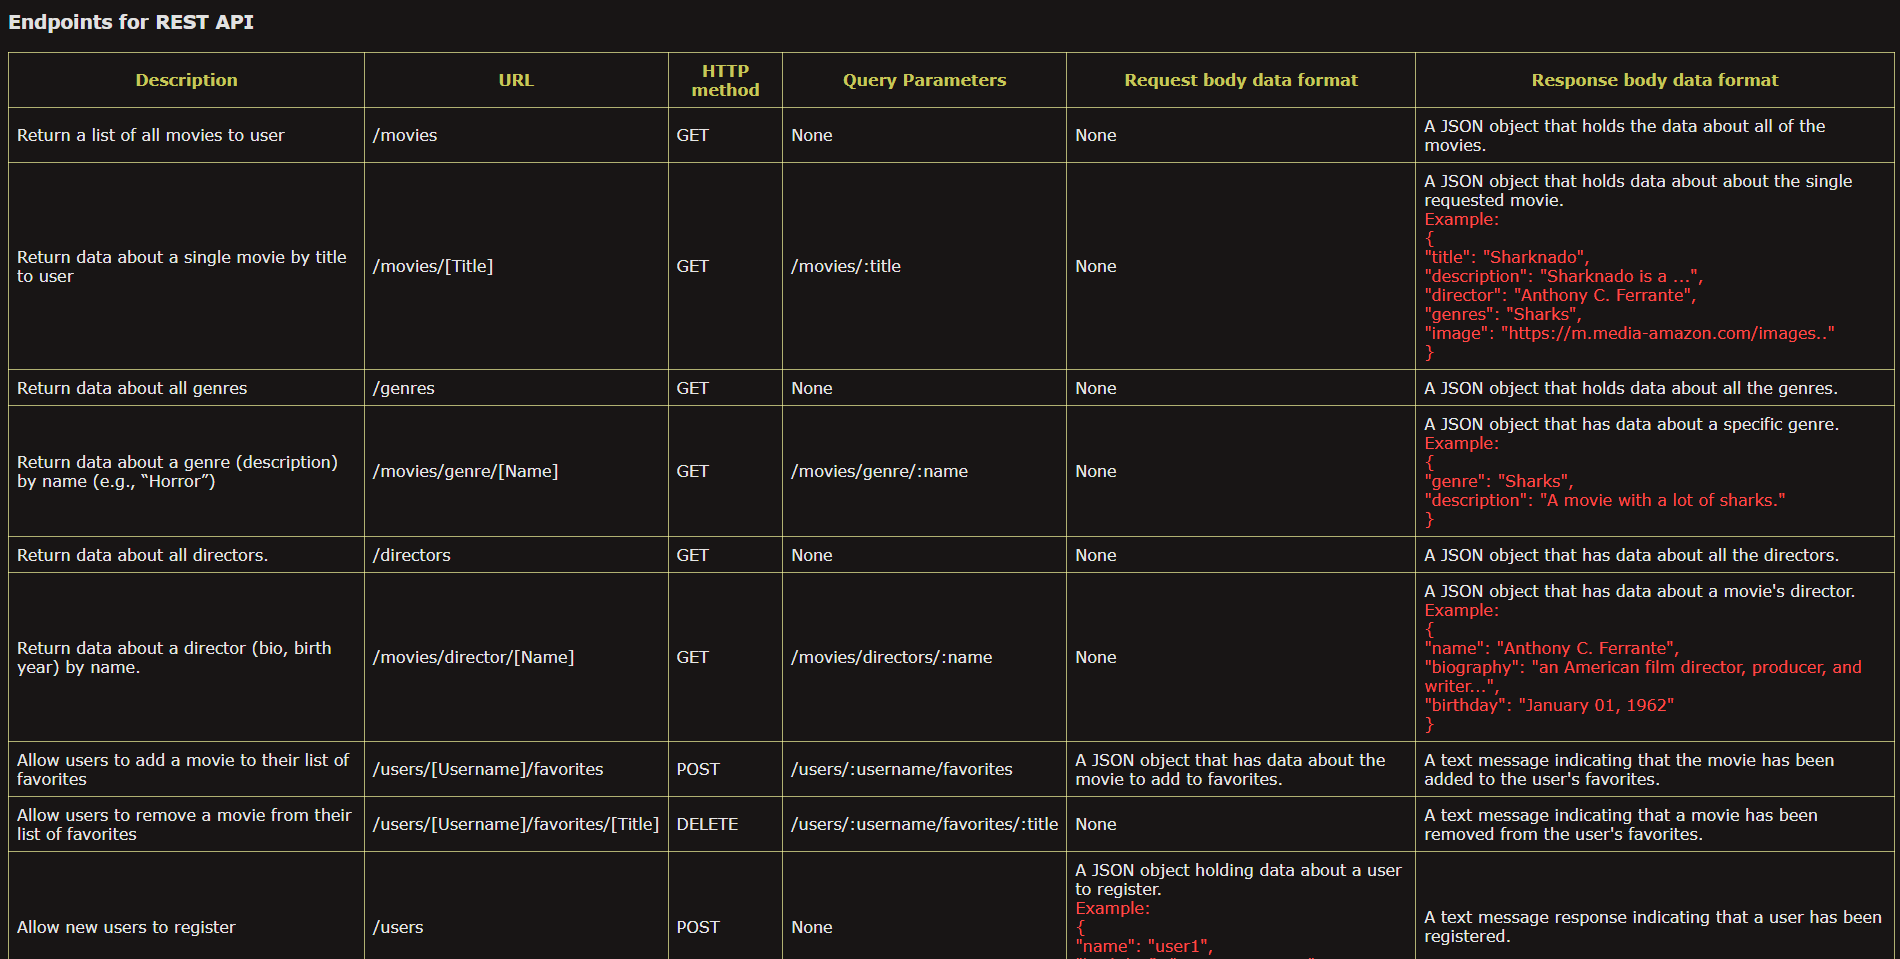 Endpoints for REST API
Description
URL
HTTP
method
Query Parameters
Request body data format
Response body data format
Return a list of all movies to user
/movies
GET
None
None
A JSON object that holds the data about all of the
movies.
Return data about a single movie by title
to user
/movies/[Title]
GET
/movies/:title
None
A JSON object that holds data about about the single
requested movie.
Example:
{
"title": "Sharknado",
"description": "Sharknado is a ...",
"director": "Anthony C. Ferrante",
"genres": "Sharks",
"image": "https://m.media-amazon.com/images.."
}
Return data about all genres
/genres
GET
None
None
A JSON object that holds data about all the genres.
Return data about a genre (description)
by name (e.g., “Horror”)
/movies/genre/[Name]
GET
/movies/genre/:name
None
A JSON object that has data about a specific genre.
Example:
{
"genre": "Sharks",
"description": "A movie with a lot of sharks."
}
Return data about all directors.
/directors
GET
None
None
A JSON object that has data about all the directors.
Return data about a director (bio, birth
year) by name.
/movies/director/[Name]
GET
/movies/directors/:name
None
A JSON object that has data about a movie's director.
Example:
{
"name": "Anthony C. Ferrante",
"biography": "an American film director, producer, and
writer...",
"birthday": "January 01, 1962"
}
Allow users to add a movie to their list of
favorites
/users/[Username]/favorites
POST
/users/:username/favorites
A JSON object that has data about the
movie to add to favorites.
A text message indicating that the movie has been
added to the user's favorites.
Allow users to remove a movie from their
list of favorites
/users/[Username]/favorites/[Title]
DELETE
/users/:username/favorites/:title
None
A text message indicating that a movie has been
removed from the user's favorites.
Allow new users to register
/users
POST
None
A JSON object holding data about a user
to register.
Example:
{
"name": "user1",
A text message response indicating that a user has been
registered.